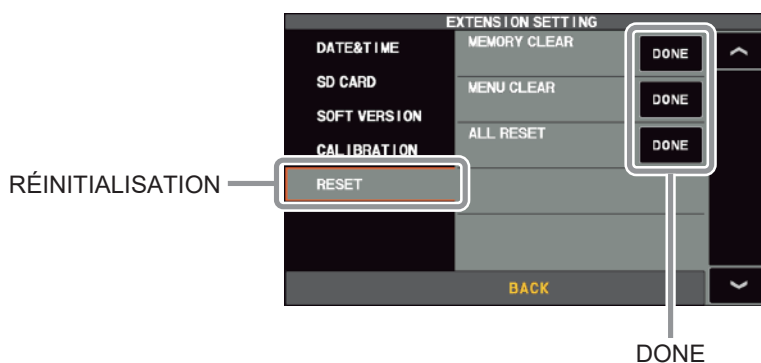 EXTENSION SETTING
DATE&TIME
SD CARD
SOFT VERSION
CALIBRATION
RESET
MEMORY CLEAR
DONE
MENU CLEAR
DONE
ALL RESET
DONE
BACK
RÉINITIALISATION
DONE